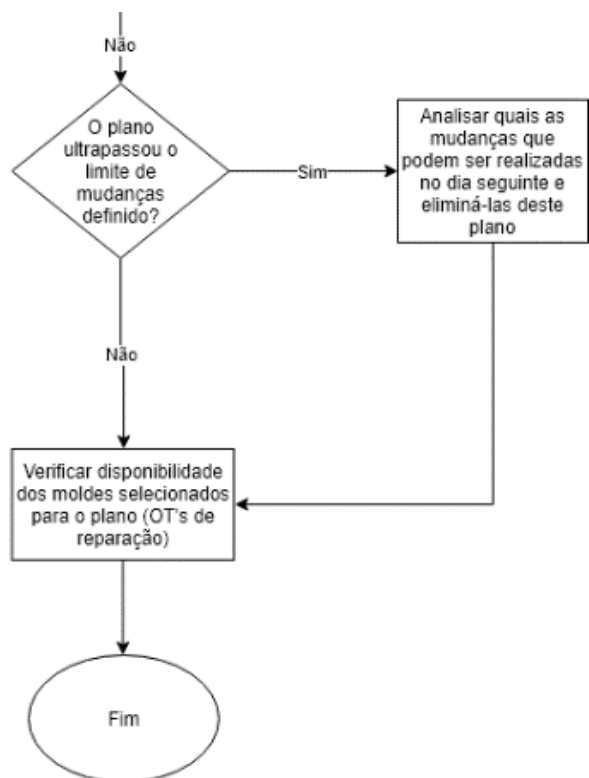 Não
O plano
ultrapassou o
limite de
mudanças
definido?
Sim
Analisar quais as
mudanças que
podem ser realizadas
no dia seguinte e
eliminá-las deste
plano
Não
Verificar disponibilidade
dos moldes selecionados
para o plano (OT's de
reparação)
Fim